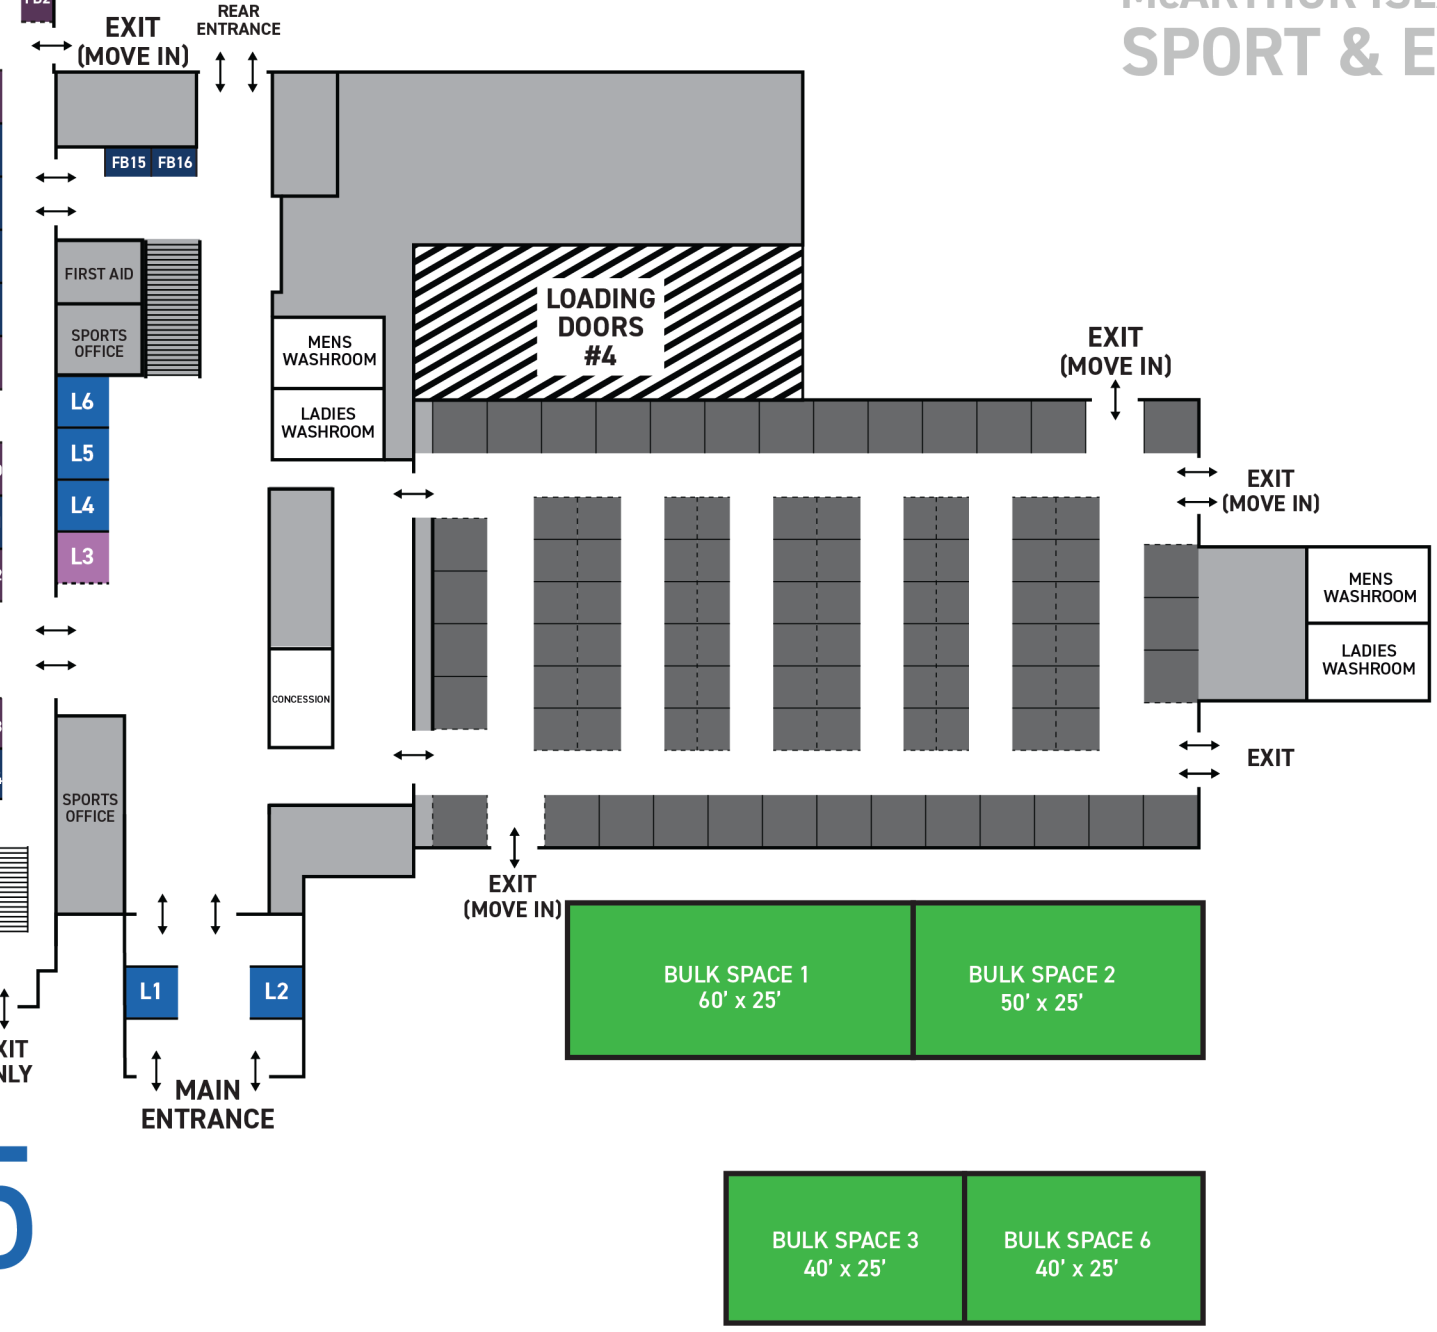 SPORT & E
EXIT
(MOVE IN)
REAR
ENTRANCE
FB15 FB16
FIRST AID
SPORTS
OFFICE
L6
L5
L4
L3
MENS
WASHROOM
LADIES
WASHROOM
LOADING
DOORS
#4
EXIT
(MOVE IN)
EXIT
(MOVE IN)
MENS
WASHROOM
LADIES
WASHROOM
CONCESSION
EXIT
SPORTS
OFFICE
EXIT
(MOVE IN)
L1
L2
MAIN
ENTRANCE
BULK SPACE 1
60’ x 25’
BULK SPACE 2
50’ x 25’
BULK SPACE 3
40’ x 25’
BULK SPACE 6
40’ x 25’